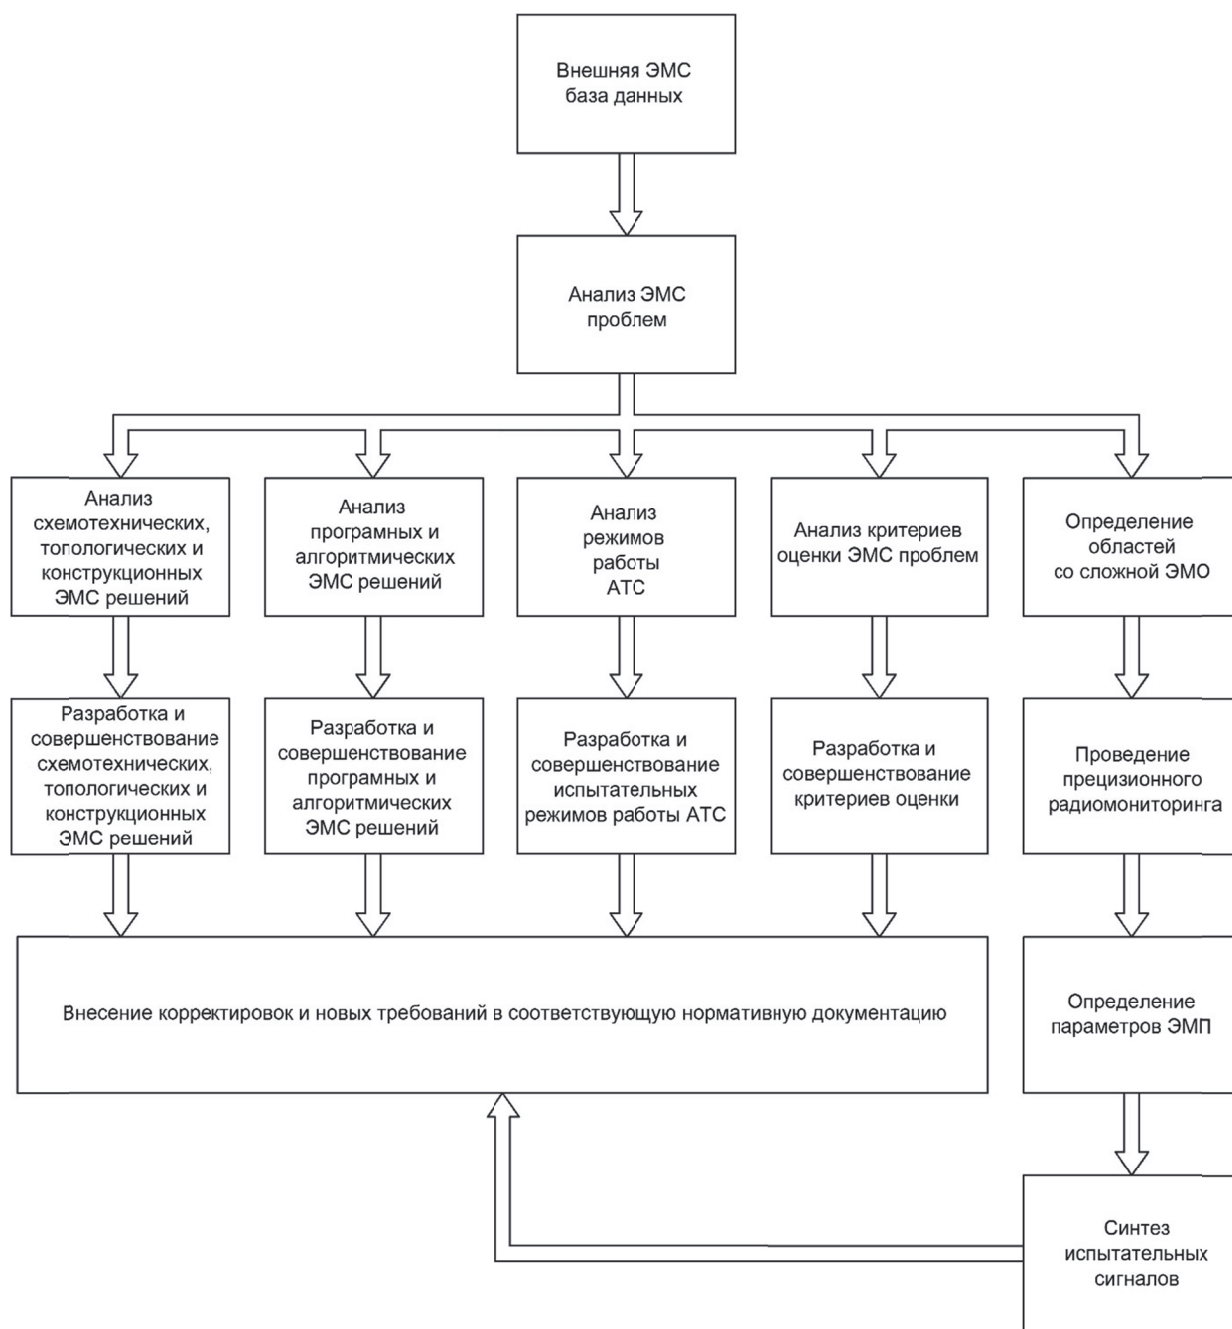 Внешняя ЭМС
база данных
Анализ ЭМС
проблем
Анализ
схемотехнических,
топологических и
конструкционных
ЭМС решений
Анализ
програмных и
алгоритмических
ЭМС решений
Анализ
режимов
работы
АТС
Анализ критериев
оценки ЭМС проблем
Определение
областей
со сложной ЭМО
Разработка и
совершенствование
схемотехнических,
топологических и
конструкционных
ЭМС решений
Разработка и
совершенствование
програмных и
алгоритмических
ЭМС решений
Разработка и
совершенствование
испытательных
режимов работы АТС
Разработка и
совершенствование
критериев оценки
Проведение
прецизионного
радиомониторинга
Внесение корректировок и новых требований в соответствующую нормативную документацию
Определение
параметров ЭМП
Синтез
испытательных
сигналов